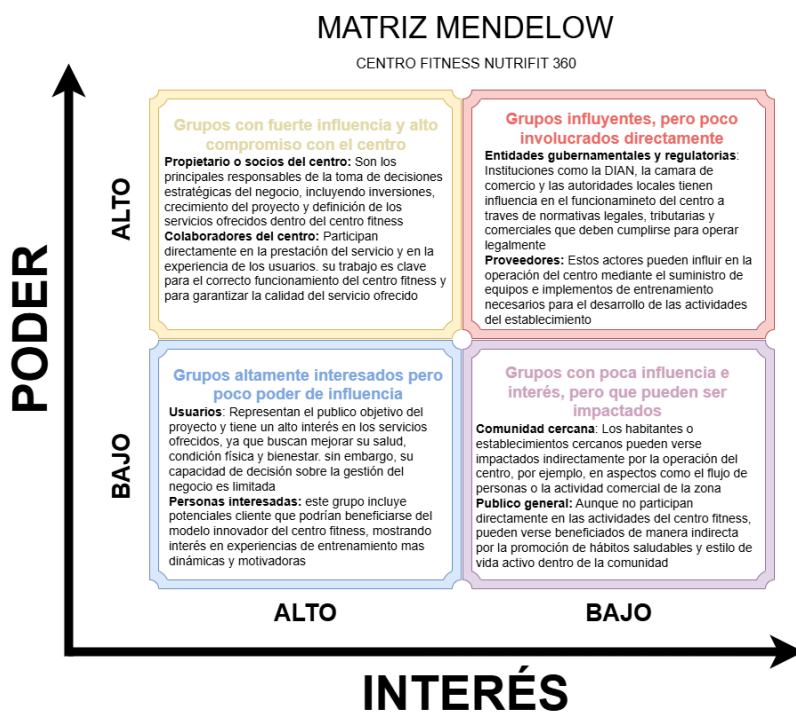 MATRIZ MENDELOW
CENTRO FITNESS NUTRIFIT 360
PODER
ALTO
Grupos con fuerte influencia y alto
compromiso con el centro
Propietario o socios del centro: Son los
principales responsables de la toma de decisiones
estratégicas del negocio, incluyendo inversiones,
crecimiento del proyecto y definición de los
servicios ofrecidos dentro del centro fitness
Colaboradores del centro: Participan
directamente en la prestación del servicio y en la
experiencia de los usuarios. su trabajo es clave
para el correcto funcionamiento del centro fitness y
para garantizar la calidad del servicio ofrecido
Grupos influyentes, pero poco
involucrados directamente
Entidades gubernamentales y regulatorias:
Instituciones como la DIAN, la camara de
comercio y las autoridades locales tienen
influencia en el funcionamineto del centro a
traves de normativas legales, tributarias y
comerciales que deben cumplirse para operar
legalmente
Proveedores: Estos actores pueden influir en la
operación del centro mediante el suministro de
equipos e implementos de entrenamiento
necesarios para el desarrollo de las actividades
del establecimiento
BAJO
Grupos altamente interesados pero
poco poder de influencia
Usuarios: Representan el publico objetivo del
proyecto y tiene un alto interés en los servicios
ofrecidos, ya que buscan mejorar su salud,
condición física y bienestar. sin embargo, su
capacidad de decisión sobre la gestión del
negocio es limitada
Personas interesadas: este grupo incluye
potenciales cliente que podrían beneficiarse del
modelo innovador del centro fitness, mostrando
interés en experiencias de entrenamiento mas
dinámicas y motivadoras
Grupos con poca influencia e
interés, pero que pueden ser
impactados
Comunidad cercana: Los habitantes o
establecimientos cercanos pueden verse
impactados indirectamente por la operación del
centro, por ejemplo, en aspectos como el flujo de
personas o la actividad comercial de la zona
Publico general: Aunque no participan
directamente en las actividades del centro fitness,
pueden verse beneficiados de manera indirecta
por la promoción de hábitos saludables y estilo de
vida activo dentro de la comunidad
ALTO
BAJO
INTERÉS